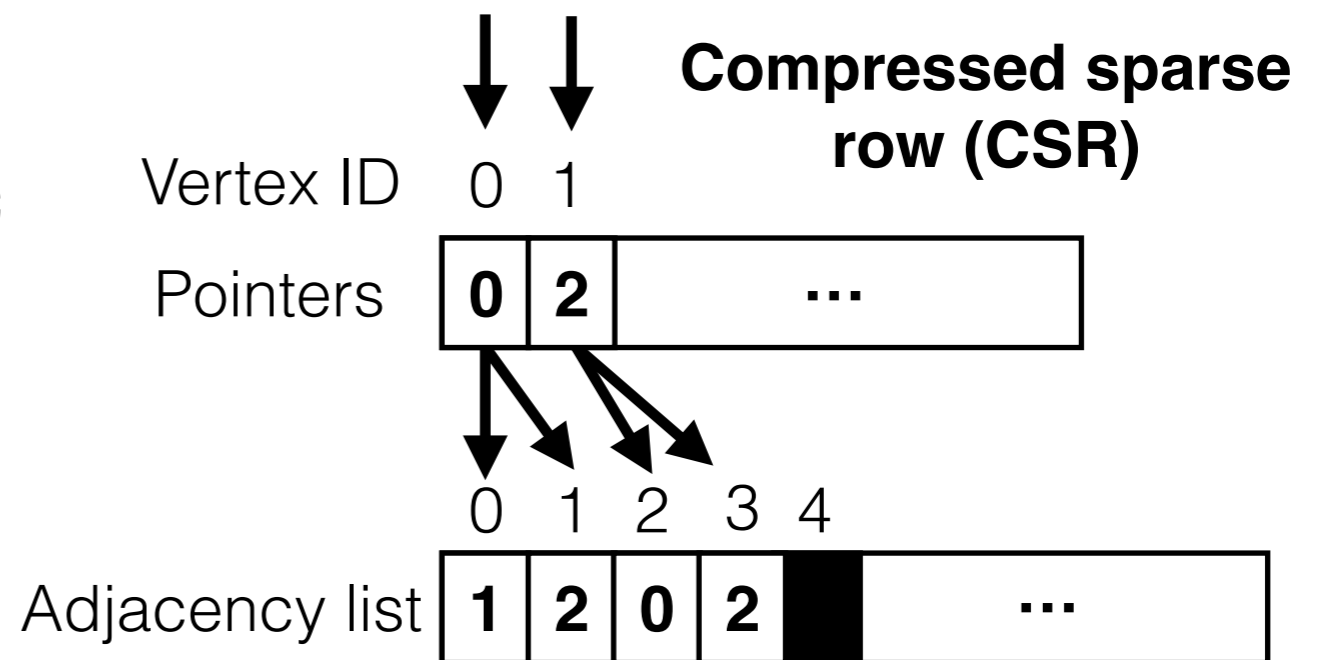 Compressed sparse
row (CSR)
Vertex ID 0 1
Pointers 0 2 ...
0 1 2 3 4
Adjacency list 1 2 0 2 ...